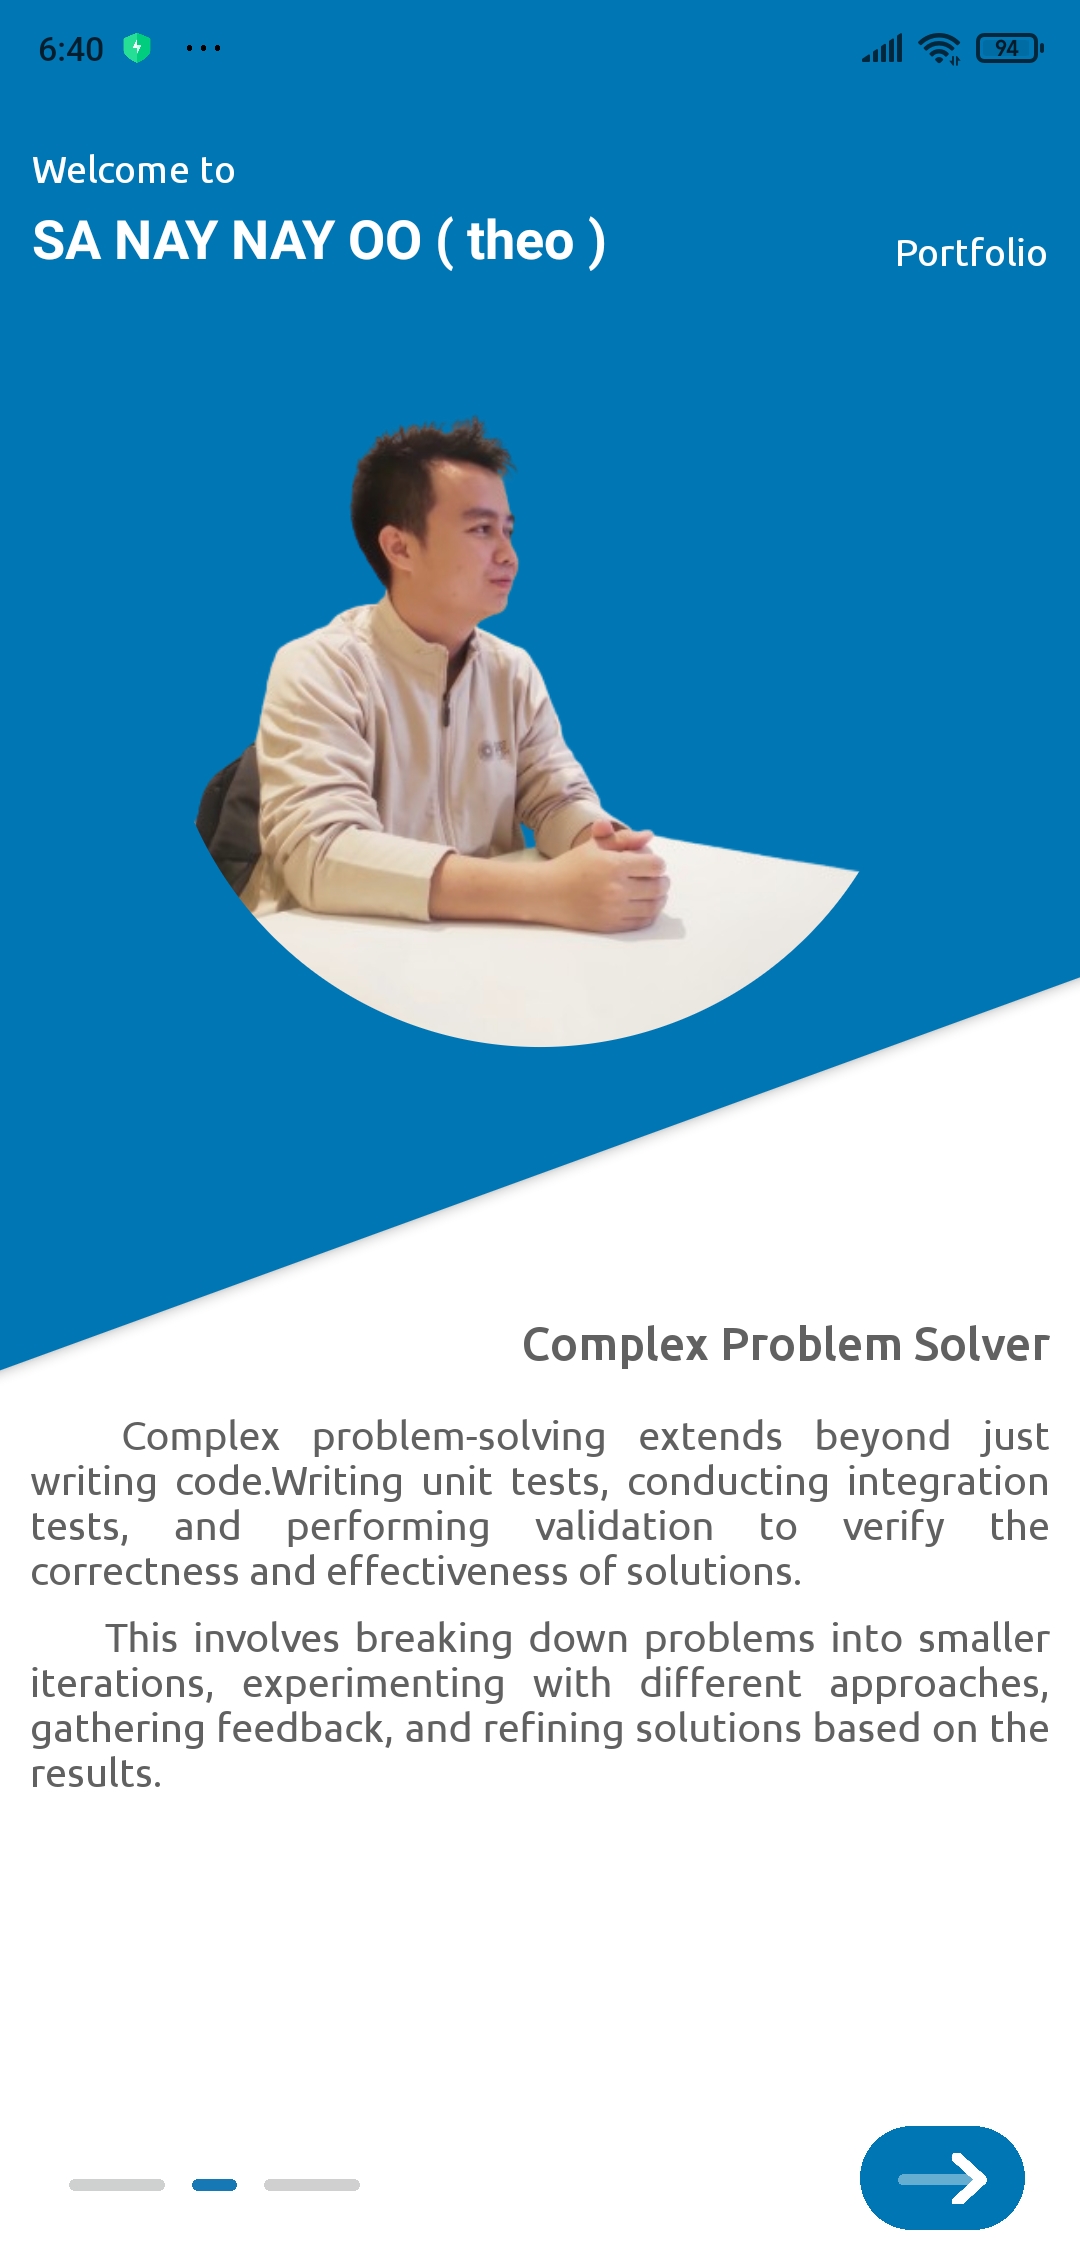 6:40
94
Welcome to
SA NAY NAY OO ( theo )
Portfolio
Complex Problem Solver
Complex problem-solving extends beyond just
writing code.Writing unit tests, conducting integration
tests, and performing validation to verify the
correctness and effectiveness of solutions.
This involves breaking down problems into smaller
iterations, experimenting with different approaches,
gathering feedback, and refining solutions based on the
results.